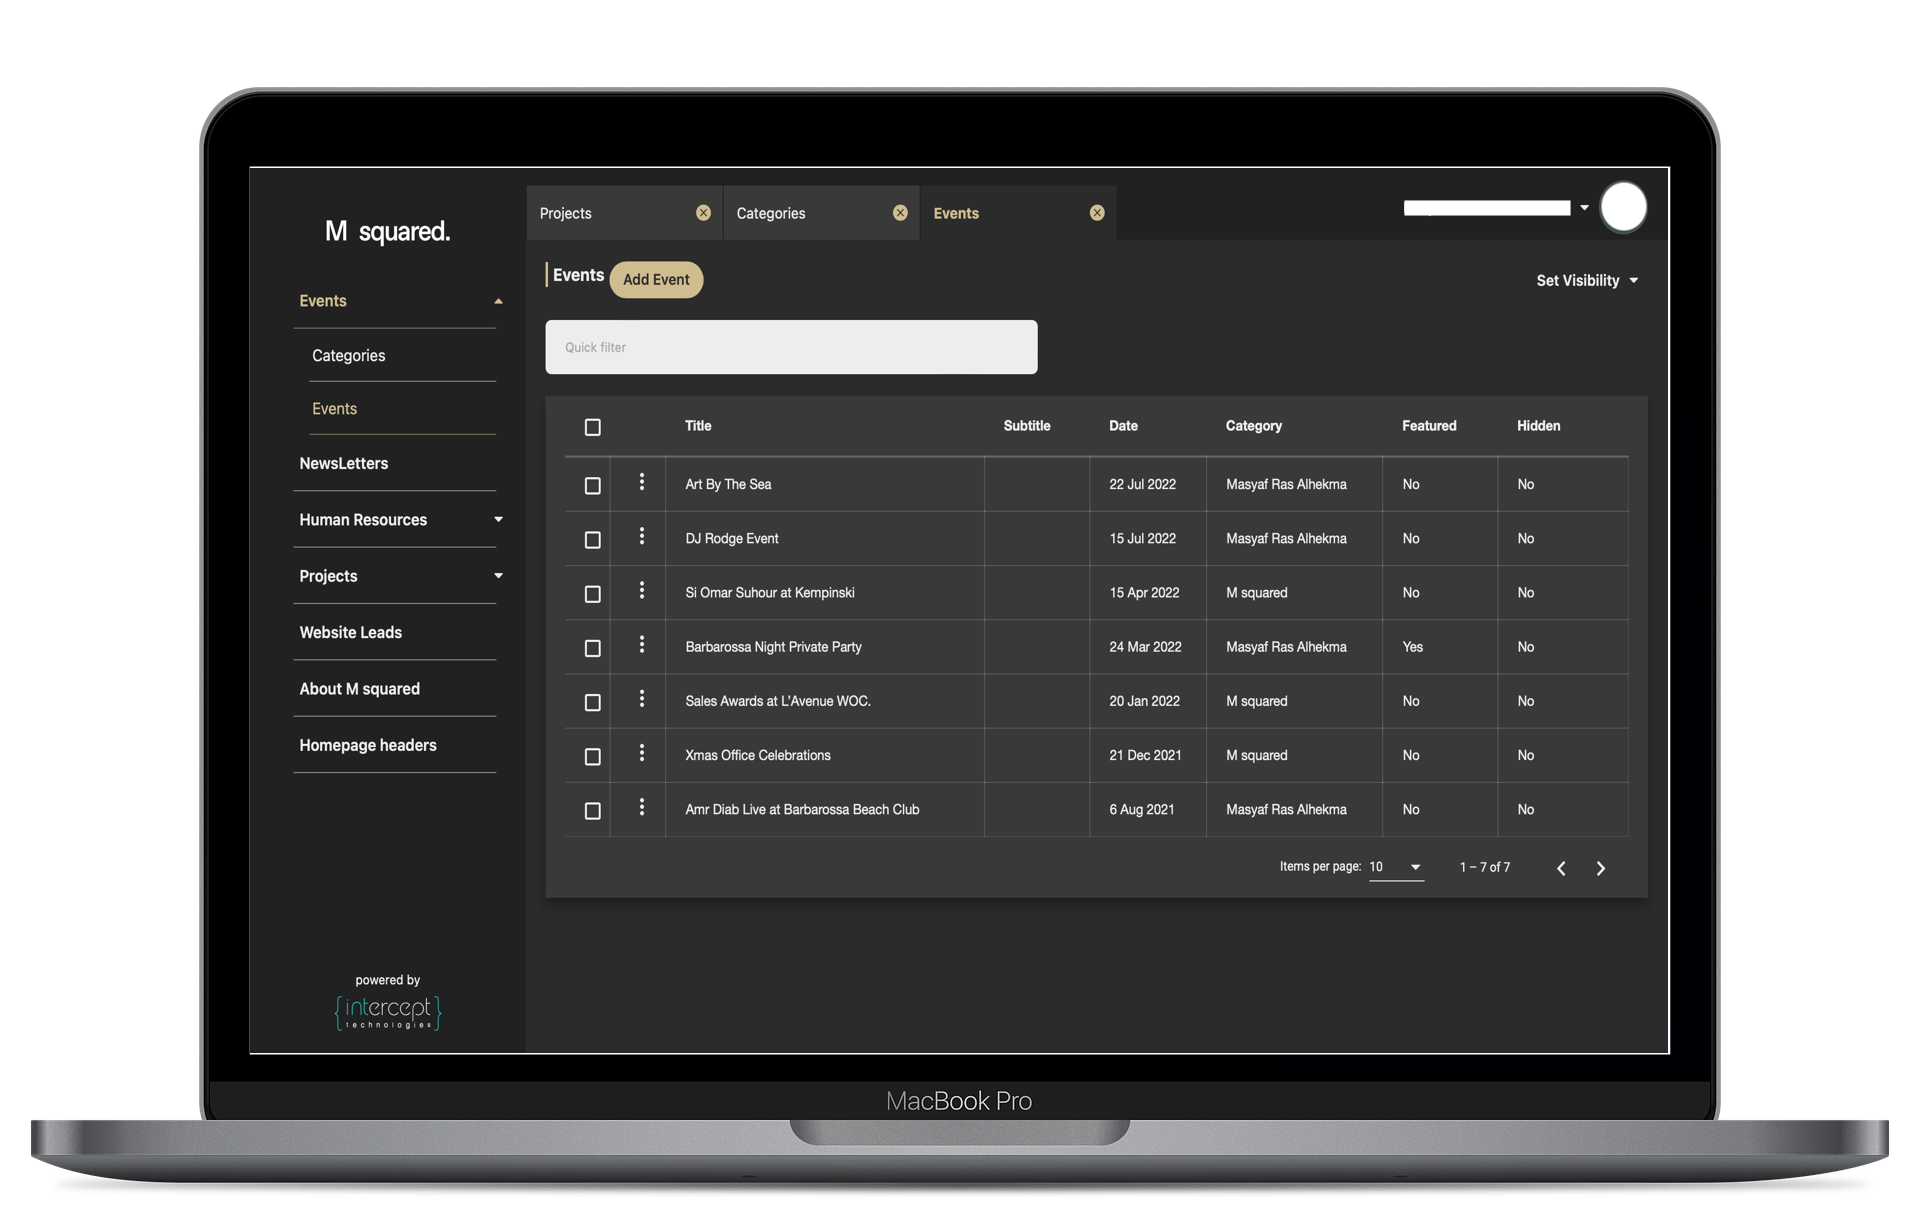 M squared.
Projects
Categories
Events
Events
Add Event
Set Visibility
Quick filter
Events
Categories
Events
NewsLetters
Human Resources
Projects
Website Leads
About M squared
Homepage headers
powered by
{intercept}
technologies
Title Subtitle Date Category Featured Hidden
Art By The Sea 22 Jul 2022 Masyaf Ras Alhekma No No
DJ Rodge Event 15 Jul 2022 Masyaf Ras Alhekma No No
Si Omar Suhour at Kempinski 15 Apr 2022 M squared No No
Barbarossa Night Private Party 24 Mar 2022 Masyaf Ras Alhekma Yes No
Sales Awards at L'Avenue WOC. 20 Jan 2022 M squared No No
Xmas Office Celebrations 21 Dec 2021 M squared No No
Amr Diab Live at Barbarossa Beach Club 6 Aug 2021 Masyaf Ras Alhekma No No
Items per page: 10 1 – 7 of 7
MacBook Pro